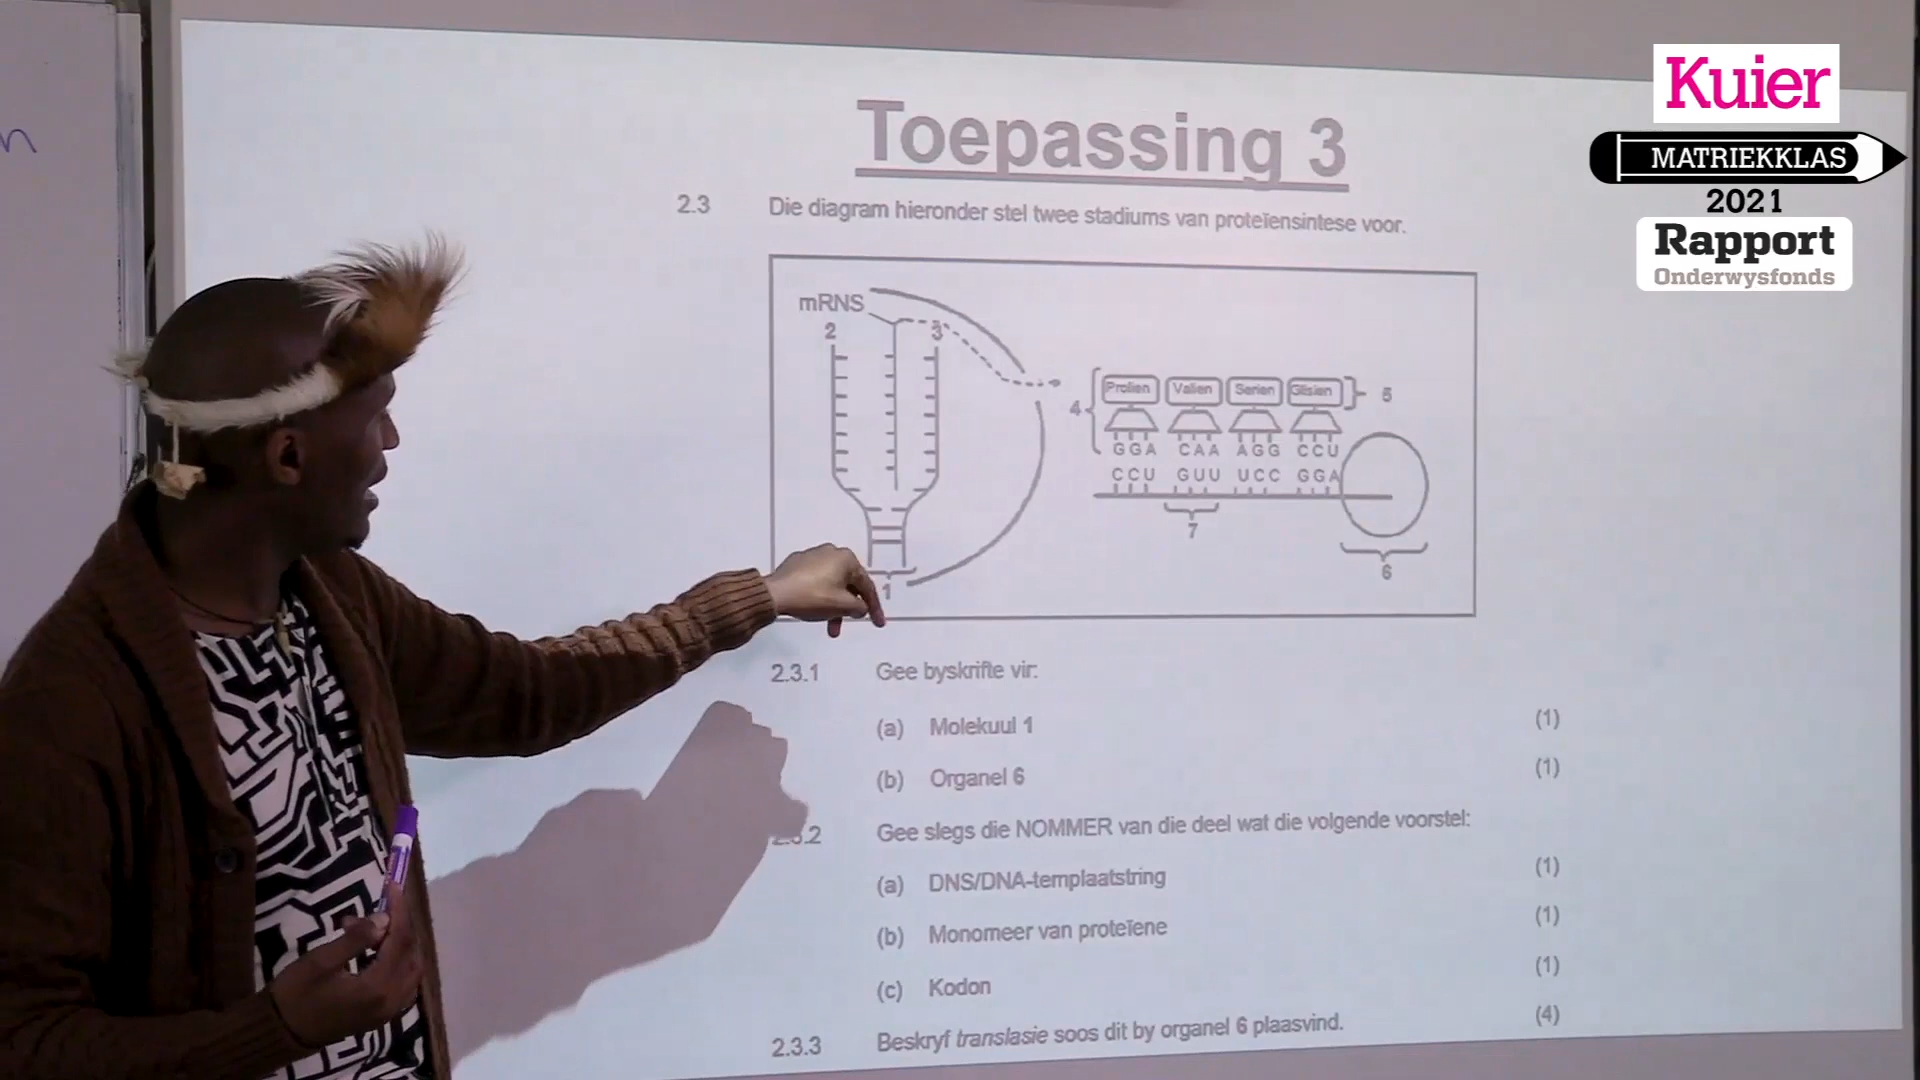 n
Kuier
MATRIEKKLAS
2021
Rapport
Onderwysfonds
Toepassing 3
2.3 Die diagram hieronder stel twee stadiums van proteïensintese voor.
mRNS
2 3
4 Prolien Valien Serien Glisien 5
GGA CAA AGG CCU
CCU GUU UCC GGA
7
6
1
2.3.1 Gee byskrifte vir:
(a) Molekuul 1 (1)
(b) Organel 6 (1)
2.3.2 Gee slegs die NOMMER van die deel wat die volgende voorstel:
(a) DNS/DNA-templaatstring (1)
(b) Monomeer van proteïene (1)
(c) Kodon (1)
2.3.3 Beskryf translasie soos dit by organel 6 plaasvind. (4)